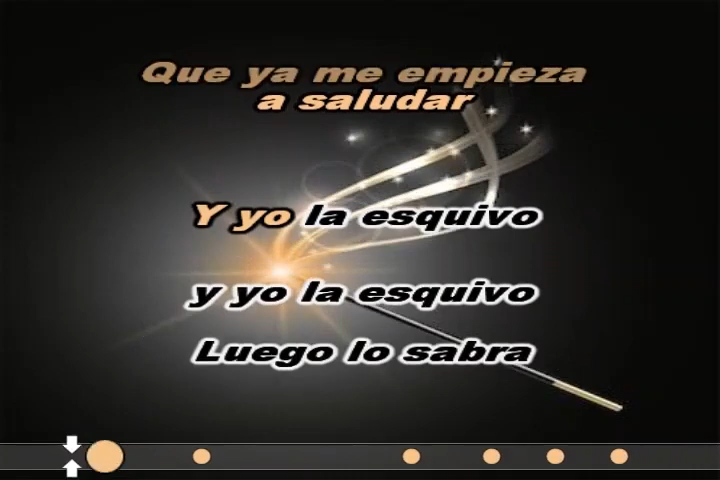 Que ya me empieza
a saludar
Y yo la esquivo
y yo la esquivo
Luego lo sabra